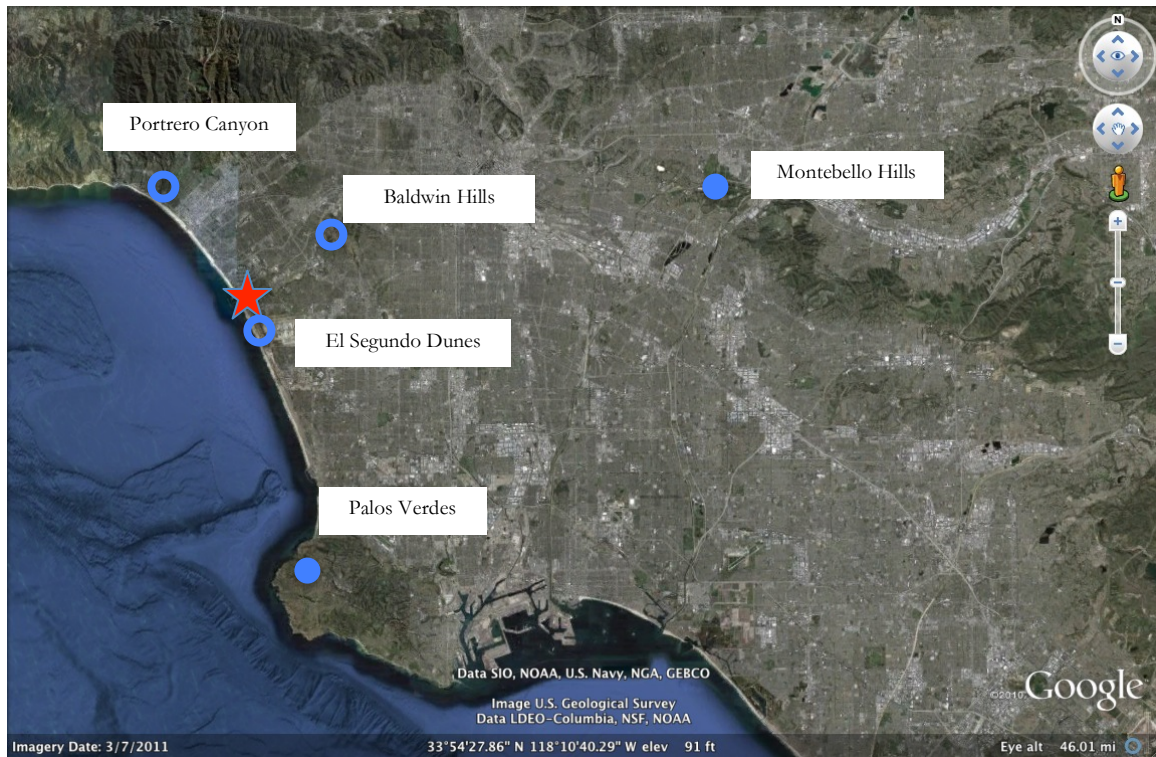 N
Portrero Canyon
Montebello Hills
Baldwin Hills
El Segundo Dunes
Palos Verdes
Data SIO, NOAA, U.S. Navy, NGA, GEBCO
©2010 Google
Image U.S. Geological Survey
Data LDEO-Columbia, NSF, NOAA
Imagery Date: 3/7/2011
33°54'27.86" N 118°10'40.29" W elev 91 ft
Eye alt 46.01 mi